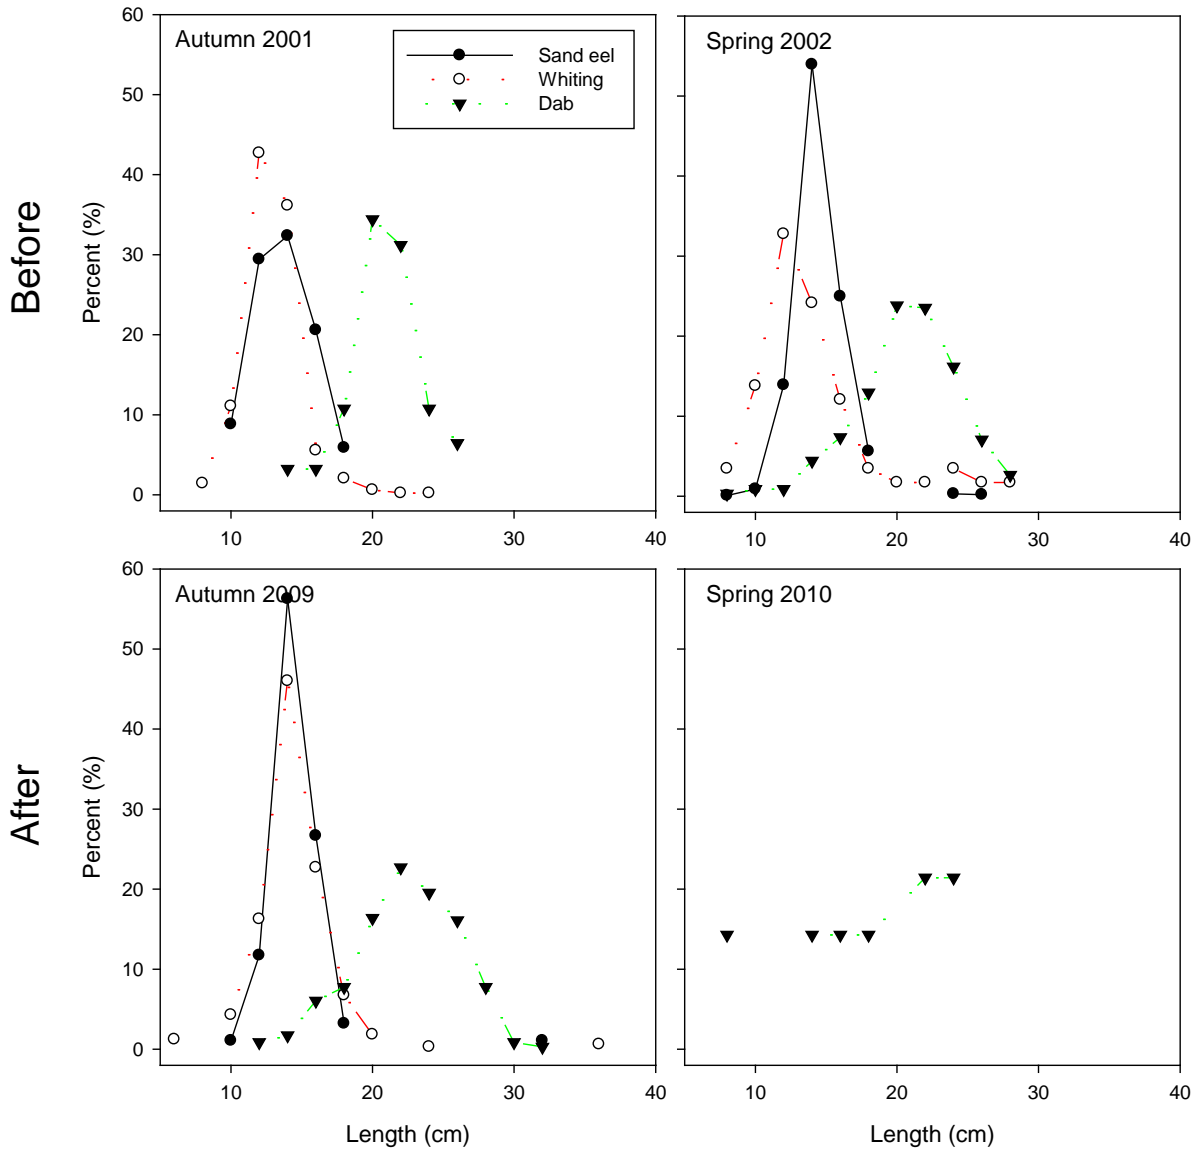 Before
Percent (%)
60
50
40
30
20
10
0
Autumn 2001
Sand eel
Whiting
Dab
10 20 30 40
Spring 2002
10 20 30 40
After
Percent (%)
60
50
40
30
20
10
0
Autumn 2009
10 20 30 40
Length (cm)
Spring 2010
10 20 30 40
Length (cm)